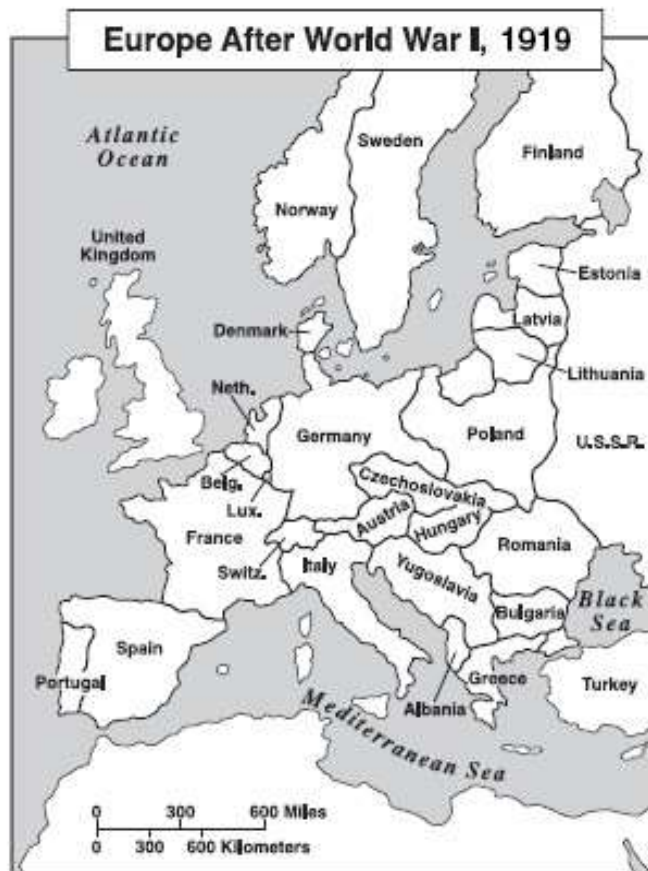 Europe After World War I, 1919
Atlantic
Ocean
Sweden
Finland
Norway
United
Kingdom
Estonia
Denmark
Latvia
Lithuania
Neth.
Germany
Poland
U.S.S.R.
Belg.
Czechoslovakia
Lux.
Austria
Hungary
France
Romania
Switz.
Italy
Yugoslavia
Black
Sea
Bulgaria
Spain
Portugal
Greece
Turkey
Albania
Mediterranean Sea
0 300 600 Miles
0 300 600 Kilometers